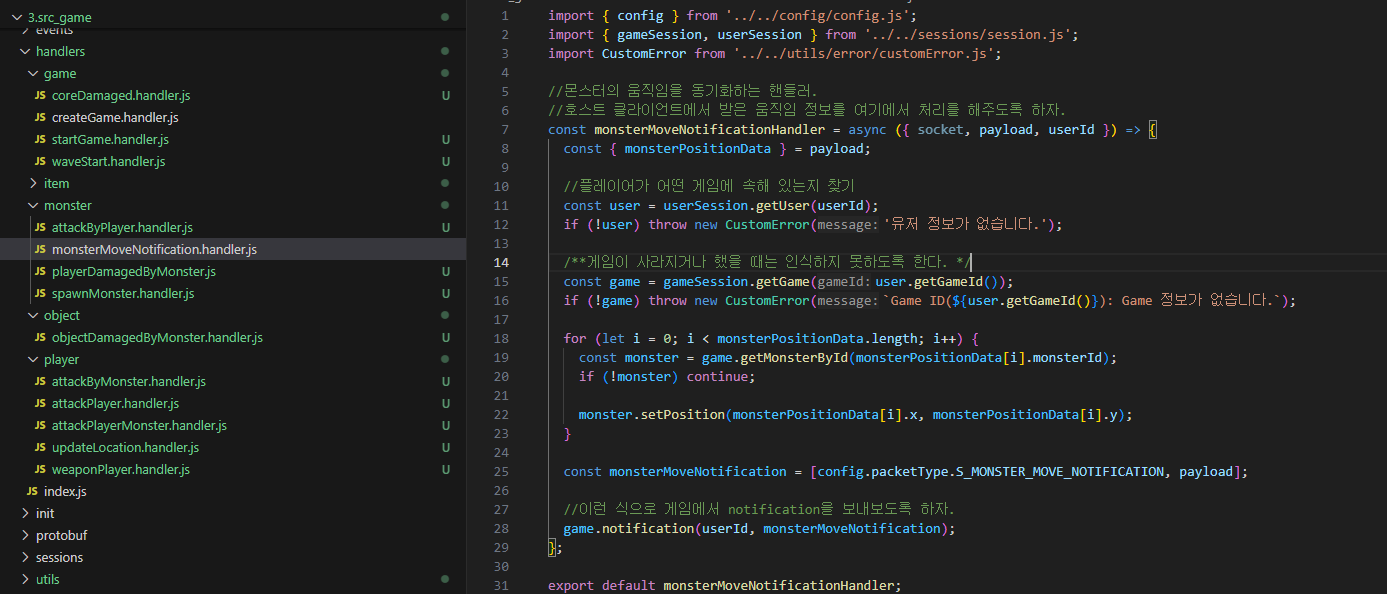 3.src_game
events
handlers
game
JS coreDamaged.handler.js U
JS createGame.handler.js
JS startGame.handler.js U
JS waveStart.handler.js U
item
monster
JS attackByPlayer.handler.js U
JS monsterMoveNotification.handler.js
JS playerDamagedByMonster.js U
JS spawnMonster.handler.js U
object
JS objectDamagedByMonster.handler.js U
player
JS attackByMonster.handler.js U
JS attackPlayer.handler.js U
JS attackPlayerMonster.handler.js U
JS updateLocation.handler.js U
JS weaponPlayer.handler.js U
JS index.js
init
protobuf
sessions
utils
1 import { config } from '../../config/config.js';
2 import { gameSession, userSession } from '../../sessions/session.js';
3 import CustomError from '../../utils/error/customError.js';
4
5 //몬스터의 움직임을 동기화하는 핸들러.
6 //호스트 클라이언트에서 받은 움직임 정보를 여기에서 처리를 해주도록 하자.
7 const monsterMoveNotificationHandler = async ({ socket, payload, userId }) => {
8 const { monsterPositionData } = payload;
9
10 //플레이어가 어떤 게임에 속해 있는지 찾기
11 const user = userSession.getUser(userId);
12 if (!user) throw new CustomError(message: '유저 정보가 없습니다.');
13
14 /**게임이 사라지거나 했을 때는 인식하지 못하도록 한다. */
15 const game = gameSession.getGame(gameId: user.getGameId());
16 if (!game) throw new CustomError(message: `Game ID(${user.getGameId()}): Game 정보가 없습니다.`);
17
18 for (let i = 0; i < monsterPositionData.length; i++) {
19 const monster = game.getMonsterById(monsterPositionData[i].monsterId);
20 if (!monster) continue;
21
22 monster.setPosition(monsterPositionData[i].x, monsterPositionData[i].y);
23 }
24
25 const monsterMoveNotification = [config.packetType.S_MONSTER_MOVE_NOTIFICATION, payload];
26
27 //이런 식으로 게임에서 notification을 보내보도록 하자.
28 game.notification(userId, monsterMoveNotification);
29 };
30
31 export default monsterMoveNotificationHandler;